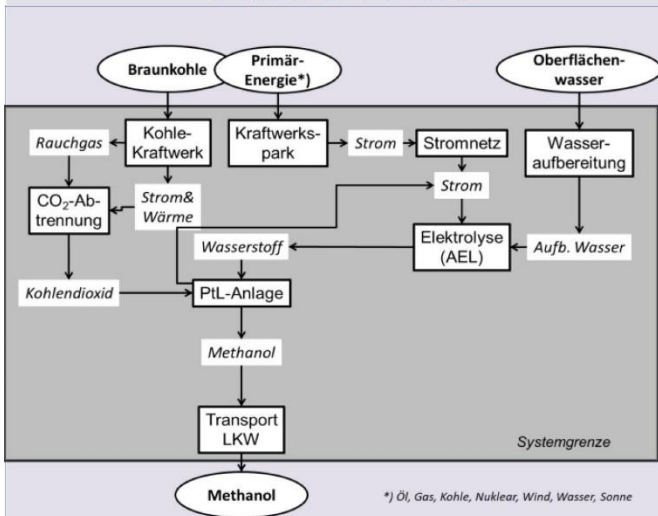 Braunkohle
Primär-
Energie*)
Oberflächen-
wasser
Rauchgas
Kohle-
Kraftwerk
Kraftwerks-
park
Strom
Stromnetz
Wasser-
aufbereitung
CO₂-Ab-
trennung
Strom&
Wärme
Strom
Wasserstoff
Elektrolyse
(AEL)
Aufb. Wasser
Kohlendioxid
PtL-Anlage
Methanol
Transport
LKW
Systemgrenze
Methanol
*) Öl, Gas, Kohle, Nuklear, Wind, Wasser, Sonne